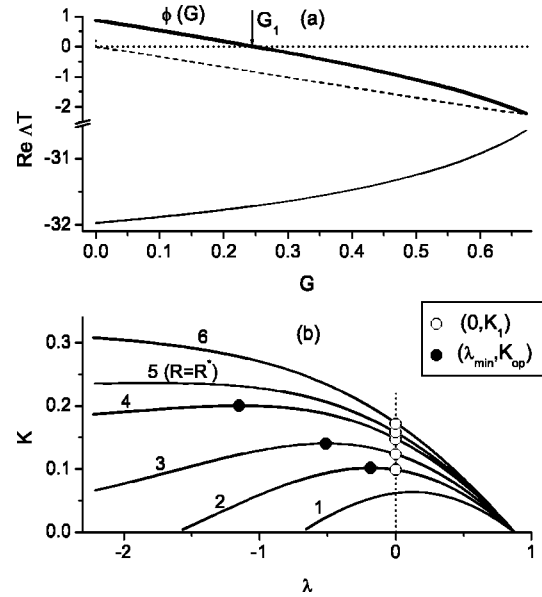 ϕ (G)
G₁
(a)
1
0
-1
-2
-31
-32
Re ΛT
0.0 0.1 0.2 0.3 0.4 0.5 0.6
G
(b)
(0,K₁)
(λmin,Kop)
0.3
0.2
0.1
0.0
K
6
5 (R=R*)
4
3
2
1
-2 -1 0 1
λ